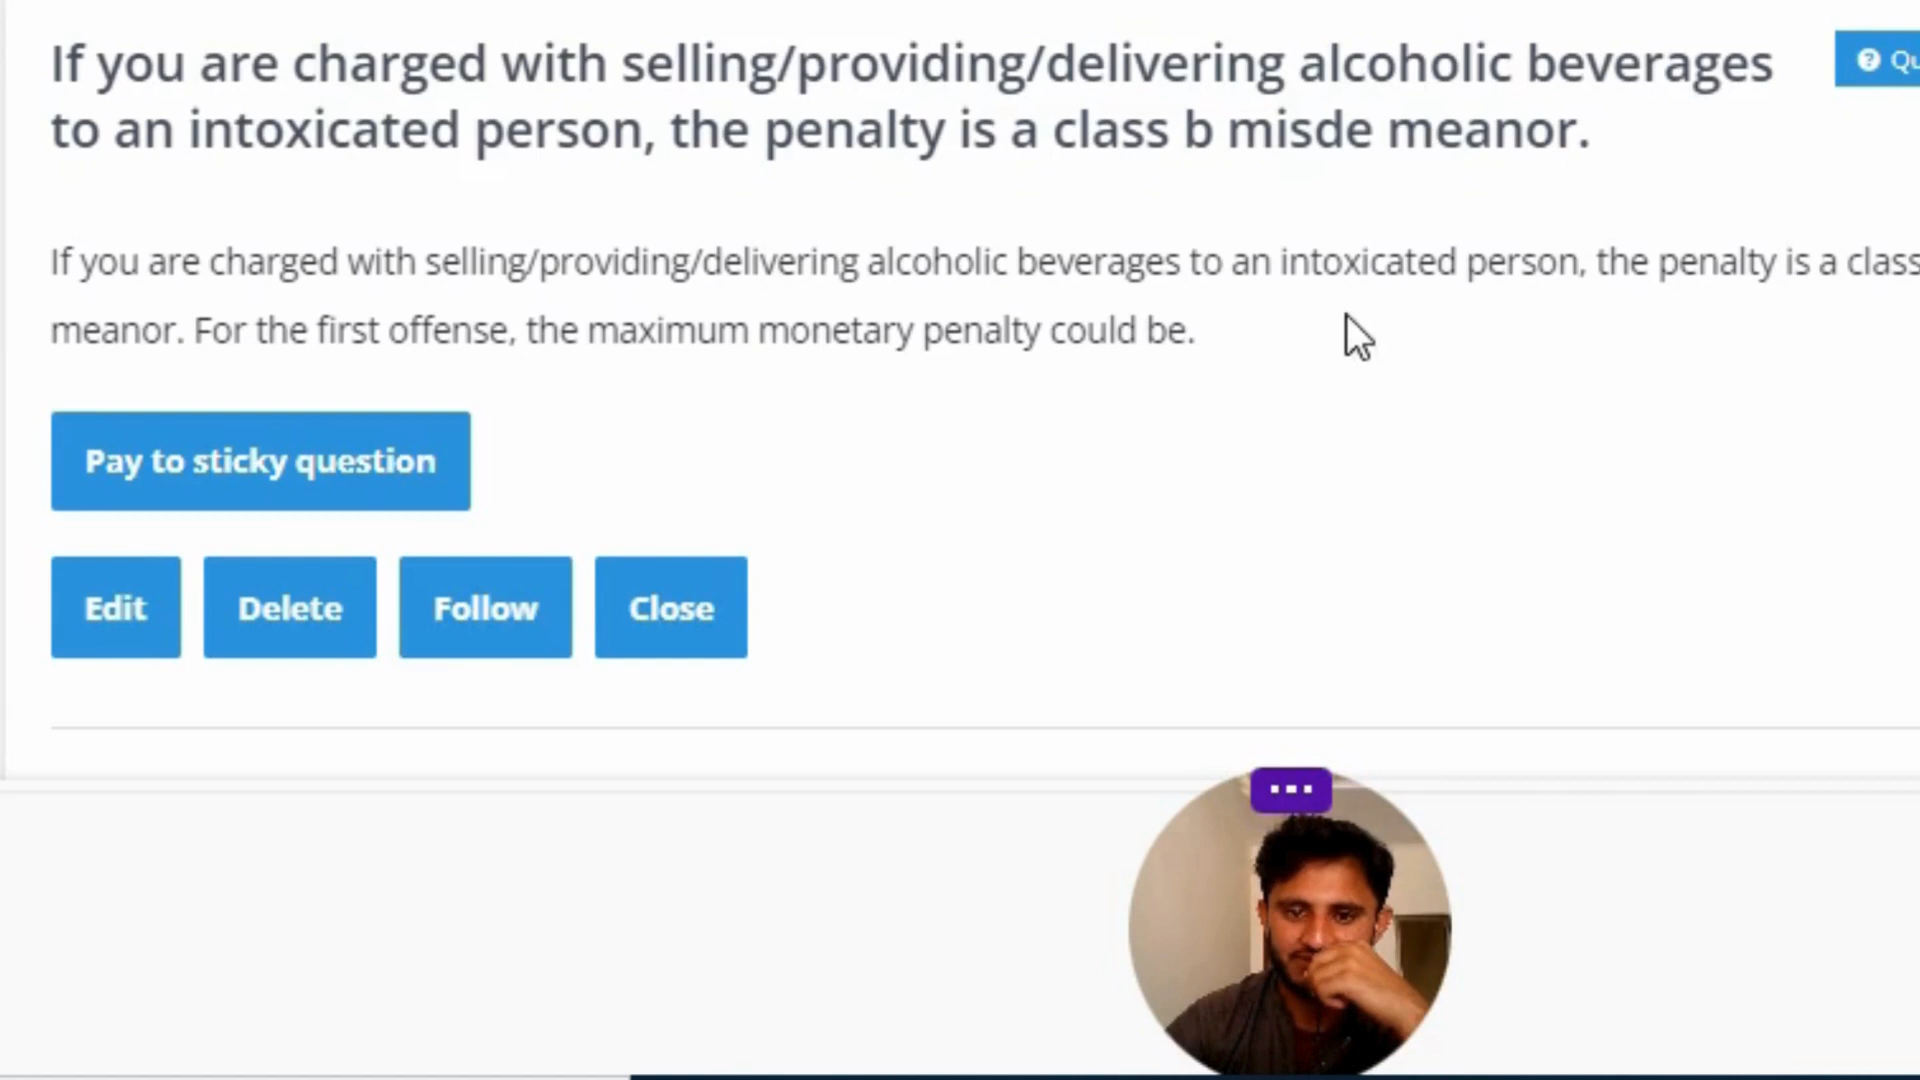 If you are charged with selling/providing/delivering alcoholic beverages
to an intoxicated person, the penalty is a class b misde meanor.
Qu
If you are charged with selling/providing/delivering alcoholic beverages to an intoxicated person, the penalty is a class
meanor. For the first offense, the maximum monetary penalty could be.
Pay to sticky question
Edit Delete Follow Close